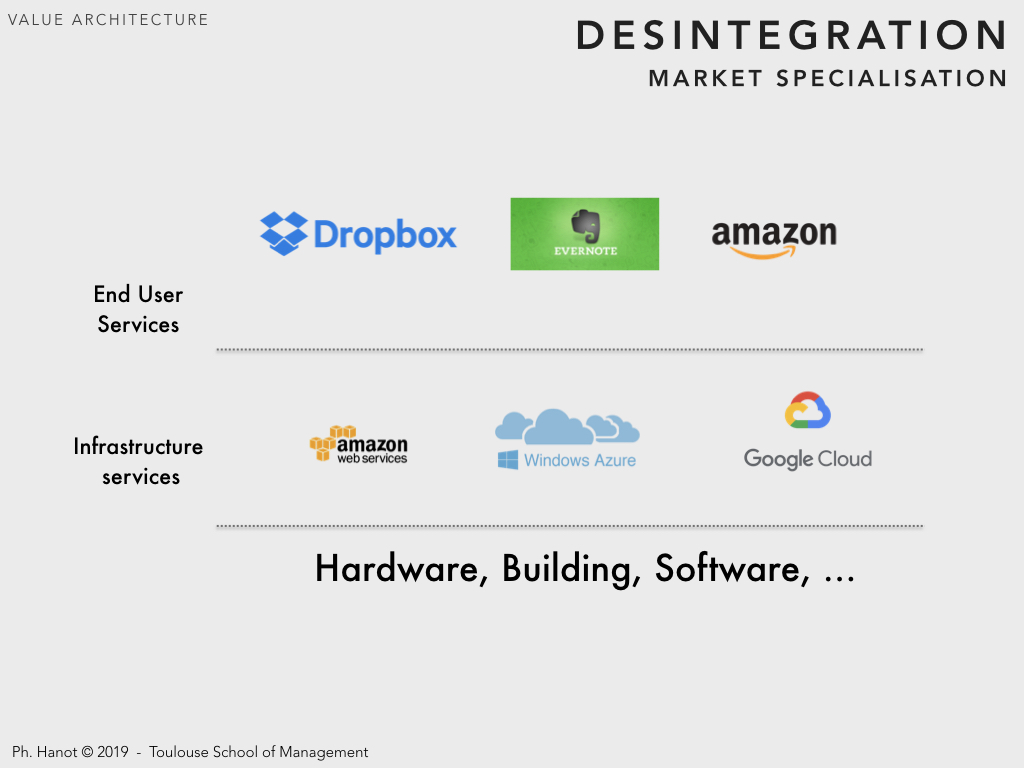 VALUE ARCHITECTURE
DESINTEGRATION
MARKET SPECIALISATION
Dropbox
EVERNOTE
amazon
End User
Services
amazon
web services
Windows Azure
Google Cloud
Infrastructure
services
Hardware, Building, Software, ...
Ph. Hanot © 2019 - Toulouse School of Management